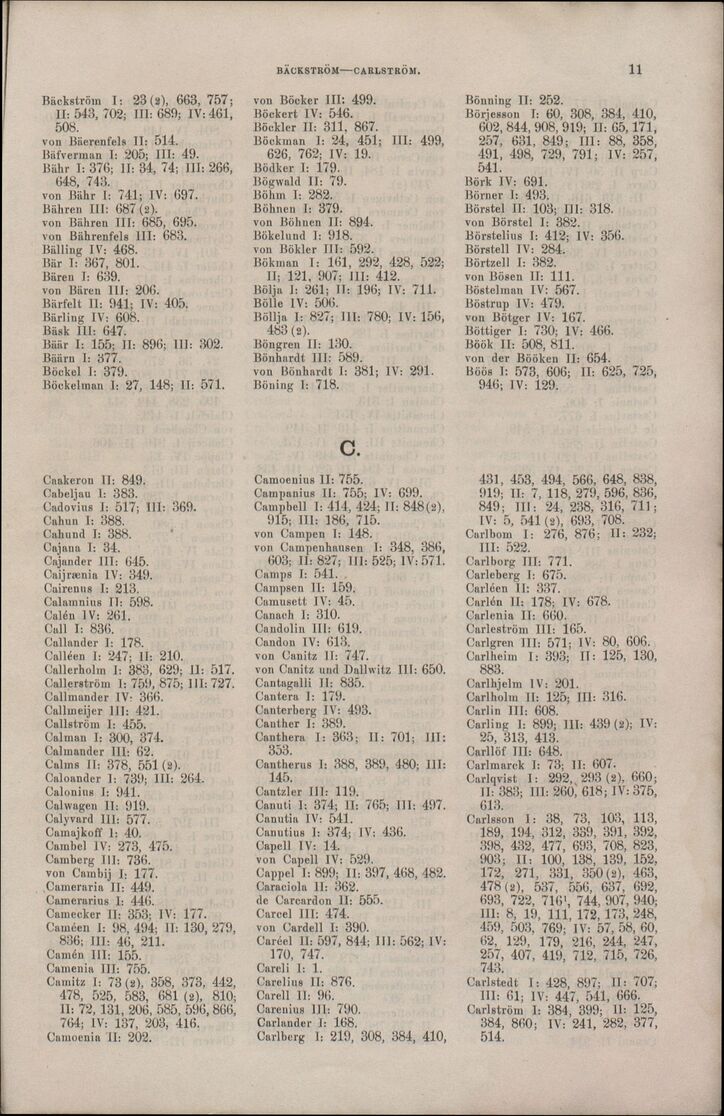 BÄCKSTRÖM—CARLSTRÖM.
11
Bäckström I: 23 (2), 663, 757;
II: 543, 702; III: 689; IV: 461,
508.
von Bäerenfels II: 514.
Bäfverman I: 205; III: 49.
Bähr I: 376; II: 34, 74; III: 266,
648, 743.
von Bähr I: 741; IV: 697.
Bähren III: 687 (2).
von Bähren III: 685, 695.
von Bährenfels III: 683.
Bälling IV: 468.
Bär I: 367, 801.
Bären I: 639.
von Bären III: 206.
Bärfelt II: 941; IV: 405.
Bärling IV: 608.
Bäsk III: 647.
Bäär I: 155; II: 896; III: 302.
Bäärn I: 377.
Böckel I: 379.
Böckelman I: 27, 148; II: 571.
von Böcker III: 499.
Böckert IV: 546.
Böckler II: 311, 867.
Böckman I: 24, 451; III: 499,
626, 762; IV: 19.
Bödker I: 179.
Bögwald II: 79.
Böhm I: 282.
Böhnen I: 379.
von Böhnen II: 894.
Bökelund I: 918.
von Bökler III: 592.
Bökman I: 161, 292, 428, 522;
II; 121, 907; III: 412.
Bölja I: 261; II: 196; IV: 711.
Bölle IV: 506.
Böllja I: 827; III: 780; IV: 156,
483 (2).
Böngren II: 130.
Bönhardt III: 589.
von Bönhardt I: 381; IV: 291.
Böning I: 718.
Bönning II: 252.
Börjesson I: 60, 308, 384, 410,
602, 844, 908, 919; II: 65, 171,
257, 631, 849; III: 88, 358,
491, 498, 729, 791; IV: 257,
541.
Börk IV: 691.
Börner I: 493.
Börstel II: 103; III: 318.
von Börstel I: 382.
Börstelius I: 412; IV: 356.
Börstell IV: 284.
Börtzell I: 382.
von Bösen II: 111.
Böstelman IV: 567.
Böstrup IV: 479.
von Bötger IV: 167.
Böttiger I: 730; IV: 466.
Böök II: 508, 811.
von der Bööken II: 654.
Böös I: 573, 606; II: 625, 725,
946; IV: 129.
C.
Caakeron II: 849.
Cabeljau I: 383.
Cadovius I: 517; III: 369.
Cahun I: 388.
Cahund I: 388.
Cajana I: 34.
Cajander III: 645.
Caijrænia IV: 349.
Cairenus I: 213.
Calamnius II: 598.
Calén IV: 261.
Call I: 836.
Callander I: 178.
Calléen I: 247; II: 210.
Callerholm I: 383, 629; II: 517.
Callerström I: 759, 875; III: 727.
Callmander IV: 366.
Callmeijer III: 421.
Callström I: 455.
Calman I: 300, 374.
Calmander III: 62.
Calms II: 378, 551 (2).
Caloander I: 739; III: 264.
Calonius I: 941.
Calwagen II: 919.
Calyvard III: 577.
Camajkoff I: 40.
Cambel IV: 273, 475.
Camberg III: 736.
von Cambij I: 177.
Cameraria II: 449.
Camerarius I: 446.
Camecker II: 353; IV: 177.
Caméen I: 98, 494; II: 130, 279,
836; III: 46, 211.
Camén III: 155.
Camenia III: 755.
Camitz I: 73 (2), 358, 373, 442,
478, 525, 583, 681 (2), 810;
II: 72, 131, 206, 585, 596, 866,
764; IV: 137, 203, 416.
Camoenia II: 202.
Camoenius II: 755.
Campanius II: 755; IV: 699.
Campbell I: 414, 424; II: 848 (2),
915; III: 186, 715.
von Campen I: 148.
von Campenhausen I: 348, 386,
603; II: 827; III: 525; IV: 571.
Camps I: 541.
Campsen II: 159.
Camusett IV: 45.
Canach I: 310.
Candolin III: 619.
Candon IV: 613.
von Canitz II: 747.
von Canitz und Dallwitz III: 650.
Cantagalli II: 835.
Cantera I: 179.
Canterberg IV: 493.
Canther I: 389.
Canthera I: 363; II: 701; III:
353.
Cantherus I: 388, 389, 480; III:
145.
Cantzler III: 119.
Canuti I: 374; II: 765; III: 497.
Canutia IV: 541.
Canutius I: 374; IV: 436.
Capell IV: 14.
von Capell IV: 529.
Cappel I: 899; II: 397, 468, 482.
Caraciola II: 362.
de Carcardon II: 555.
Carcel III: 474.
von Cardell I: 390.
Caréel II: 597, 844; III: 562; IV:
170, 747.
Careli I: 1.
Carelius II: 876.
Carell II: 96.
Carenius III: 790.
Carlander I: 168.
Carlberg I: 219, 308, 384, 410,
431, 453, 494, 566, 648, 838,
919; II: 7, 118, 279, 596, 836,
849; III: 24, 238, 316, 711;
IV: 5, 541 (2), 693, 708.
Carlbom I: 276, 876; II: 232;
III: 522.
Carlborg III: 771.
Carleberg I: 675.
Carléen II: 337.
Carlén II: 178; IV: 678.
Carlenia II: 660.
Carleström III: 165.
Carlgren III: 571; IV: 80, 606.
Carlheim I: 393; II: 125, 130,
883.
Carlhjelm IV: 201.
Carlholm II: 125; III: 316.
Carlin III: 608.
Carling I: 899; III: 439 (2); IV:
25, 313, 413.
Carllöf III: 648.
Carlmarck I: 73; II: 607.
Carlqvist I: 292, 293 (2), 660;
II: 383; III: 260, 618; IV: 375,
613.
Carlsson I: 38, 73, 103, 113,
189, 194, 312, 339, 391, 392,
398, 432, 477, 693, 708, 823,
903; II: 100, 138, 139, 152,
172, 271, 331, 350 (2), 463,
478 (2), 537, 556, 637, 692,
693, 722, 716¹, 744, 907, 940;
III: 8, 19, 111, 172, 173, 248,
459, 503, 769; IV: 57, 58, 60,
62, 129, 179, 216, 244, 247,
257, 407, 419, 712, 715, 726,
743.
Carlstedt I: 428, 897; II: 707;
III: 61; IV: 447, 541, 666.
Carlström I: 384, 399; II: 125,
384, 860; IV: 241, 282, 377,
514.